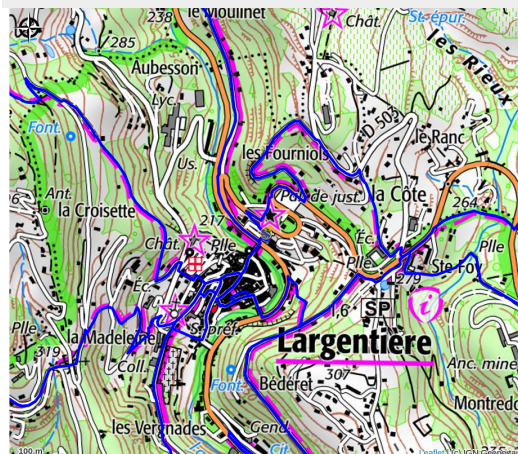 le Moulinet
238
Chât.
St. épur.
les Rieux
285
Aubesson
Lyc.
Font.
D 503
le Ranc
les Fourniols
Us.
Ant.
la Croisette
217
Pal. de just.
la Côte
264
Chât.
Plle
Éc.
Plle
Plle
Ste-Foy
279
Éc.
SP
i
Plle
la Madeleine
S.préf.
1,6
Largentière
319
Coll.
Font.
307
Anc. mine
Bédéret
Montredo
les Vergnades
Gend.
Cit.
100 m
Leaflet | (c) IGN Geoportail